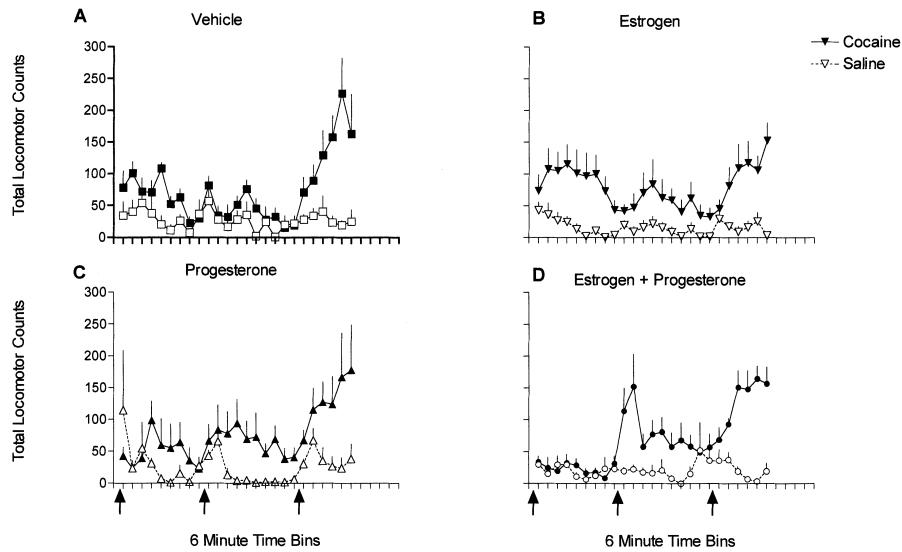 A
Vehicle
B
Estrogen
Cocaine
Saline
Total Locomotor Counts
300
250
200
150
100
50
0
C
Progesterone
D
Estrogen + Progesterone
Total Locomotor Counts
300
250
200
150
100
50
0
6 Minute Time Bins
6 Minute Time Bins